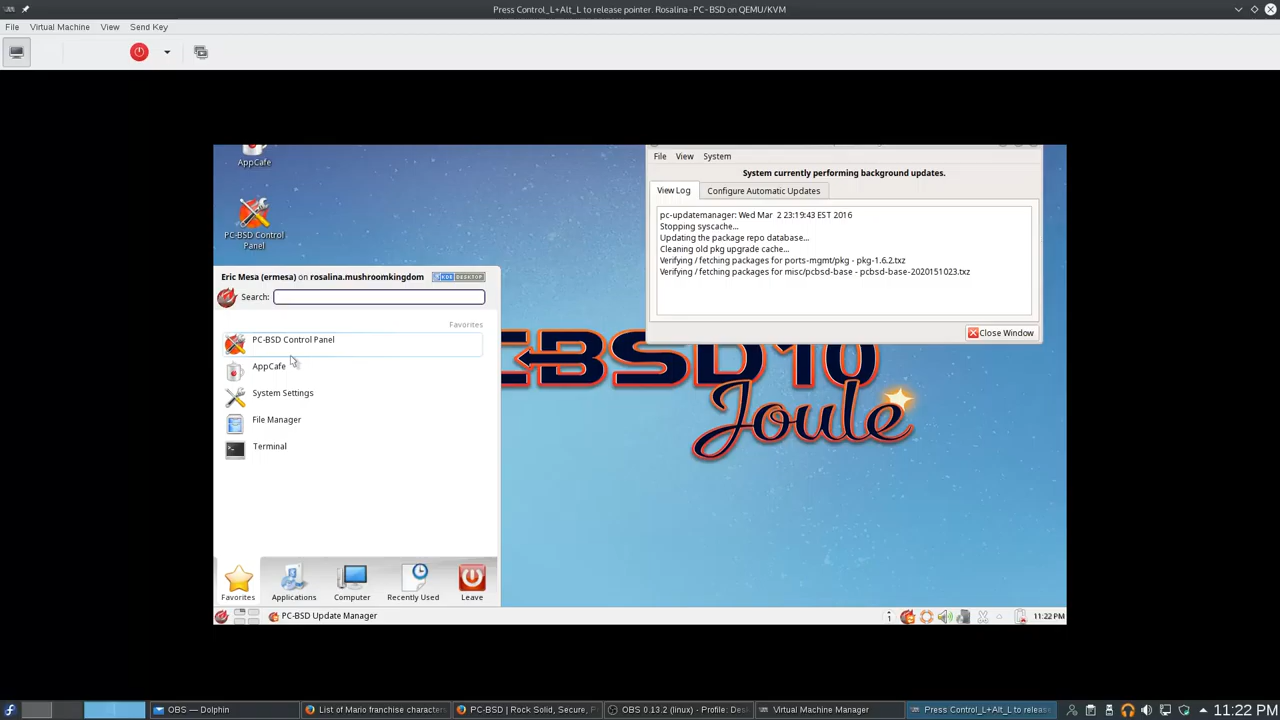 Press Control_L+Alt_L to release pointer. Rosalina-PC-BSD on QEMU/KVM
File Virtual Machine View Send Key
AppCafe
PC-BSD Control
Panel
File View System
System currently performing background updates.
View Log Configure Automatic Updates
pc-updatemanager: Wed Mar 2 23:19:43 EST 2016
Stopping syscache...
Updating the package repo database...
Cleaning old pkg upgrade cache...
Verifying / fetching packages for ports-mgmt/pkg - pkg-1.6.2.txz
Verifying / fetching packages for misc/pcbsd-base - pcbsd-base-2020151023.txz
Close Window
Eric Mesa (ermesa) on rosalina.mushroomkingdom KDE DESKTOP
Search:
Favorites
PC-BSD Control Panel
AppCafe
System Settings
File Manager
Terminal
CBSD 10
Joule
Favorites Applications Computer Recently Used Leave
PC-BSD Update Manager
1
11:22 PM
OBS — Dolphin
List of Mario franchise characters
PC-BSD | Rock Solid, Secure, F
OBS 0.13.2 (linux) - Profile: Des
Virtual Machine Manager
Press Control_L+Alt_L to release
11:22 PM